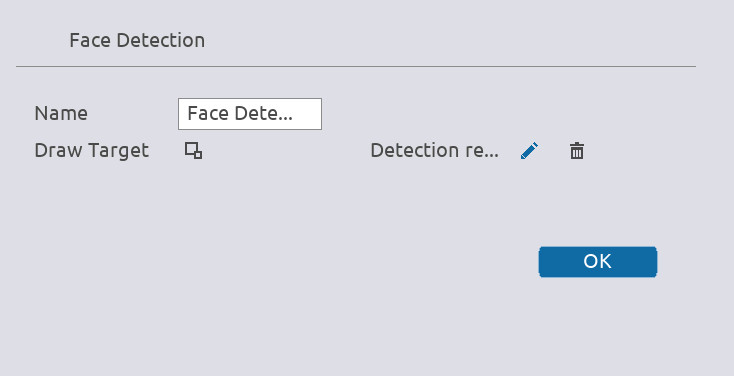 Face Detection
Name Face Dete...
Draw Target Detection re...
OK